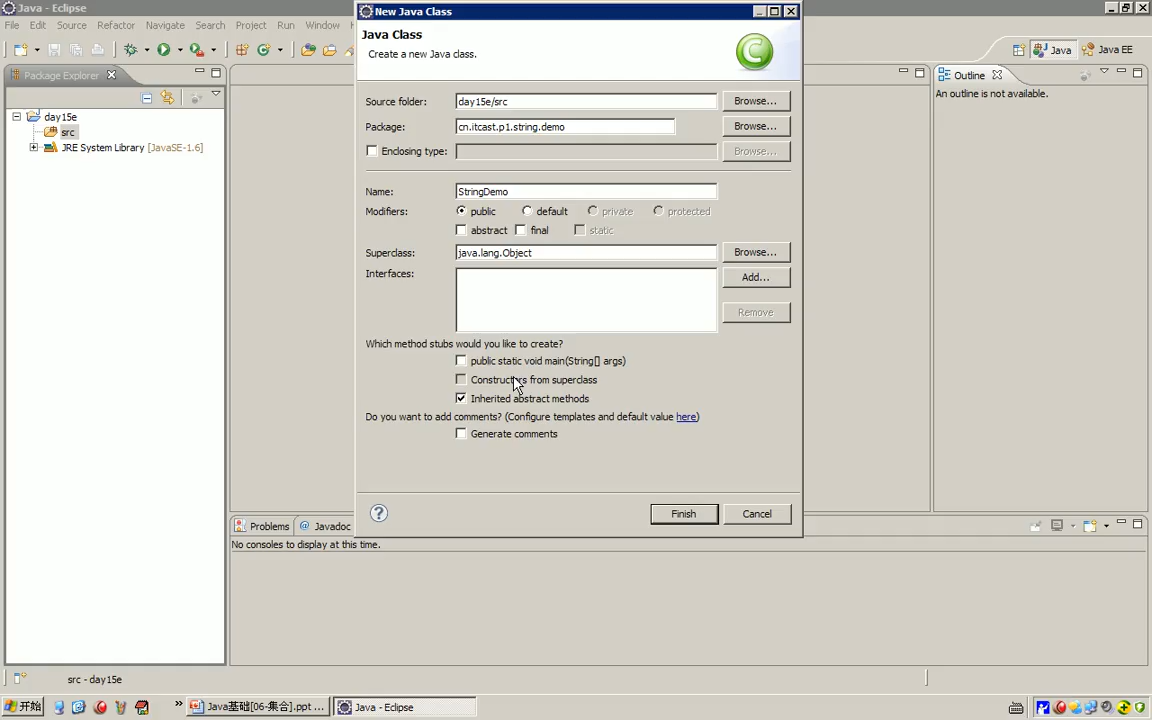 Java - Eclipse
File Edit Source Refactor Navigate Search Project Run Window
Java Java EE
Package Explorer
day15e
src
JRE System Library [JavaSE-1.6]
New Java Class
Java Class
Create a new Java class.
Source folder: day15e/src Browse...
Package: cn.itcast.p1.string.demo Browse...
Enclosing type: Browse...
Name: StringDemo
Modifiers: public default private protected
abstract final static
Superclass: java.lang.Object Browse...
Interfaces: Add...
Remove
Which method stubs would you like to create?
public static void main(String[] args)
Constructors from superclass
Inherited abstract methods
Do you want to add comments? (Configure templates and default value here)
Generate comments
Finish Cancel
Outline
An outline is not available.
Problems @ Javadoc
No consoles to display at this time.
src - day15e
开始 Java基础[06-集合].ppt ... Java - Eclipse